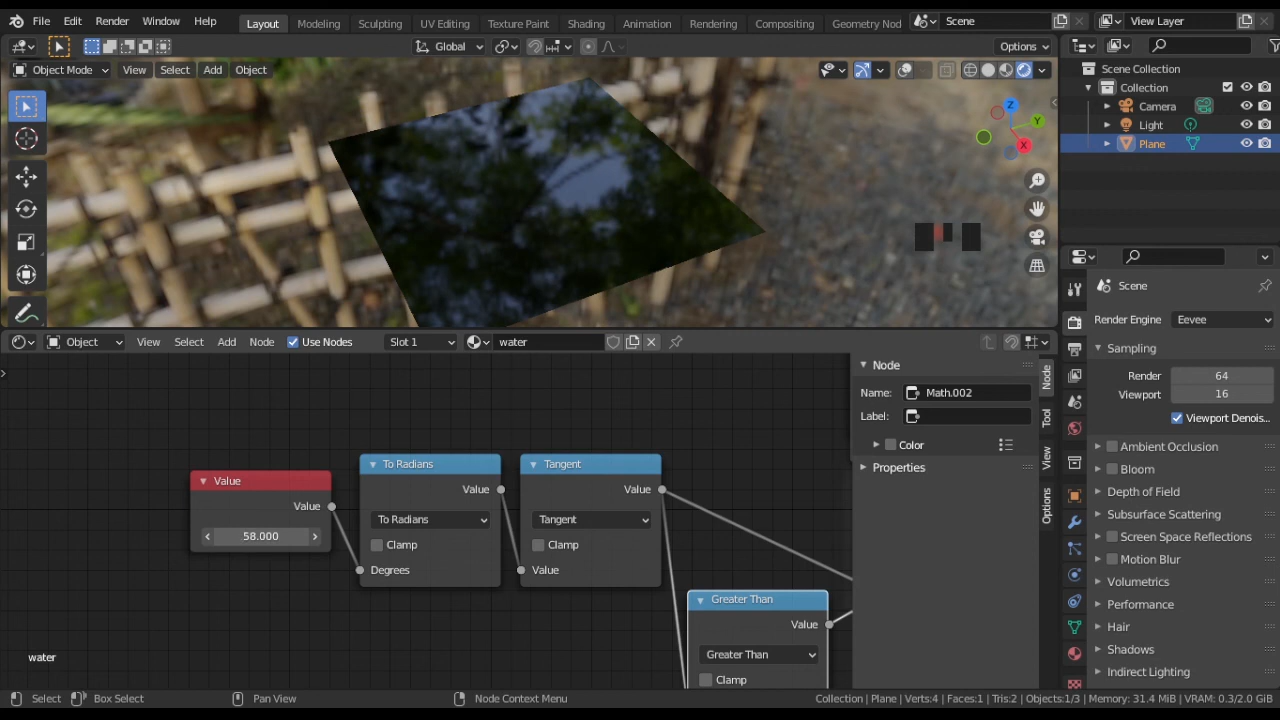 File Edit Render Window Help Layout Modeling Sculpting UV Editing Texture Paint Shading Animation Rendering Compositing Geometry Nod Scene View Layer
Global Options
Object Mode View Select Add Object
Scene Collection
Collection
Camera
Light
Plane
Z
Y
X
Scene
Render Engine Eevee
Sampling
Render 64
Viewport 16
Viewport Denois...
Ambient Occlusion
Bloom
Depth of Field
Subsurface Scattering
Screen Space Reflections
Motion Blur
Volumetrics
Performance
Hair
Shadows
Indirect Lighting
Object View Select Add Node Use Nodes Slot 1 water
Node
Name: Math.002
Label:
Color
Properties
Node
Tool
View
Options
Value
Value
58.000
To Radians
Value
To Radians
Clamp
Degrees
Tangent
Value
Tangent
Clamp
Value
Greater Than
Value
Greater Than
Clamp
water
Select Box Select Pan View Node Context Menu Collection | Plane | Verts:4 | Faces:1 | Tris:2 | Objects:1/3 | Memory: 31.4 MiB | VRAM: 0.3/2.0 GiB